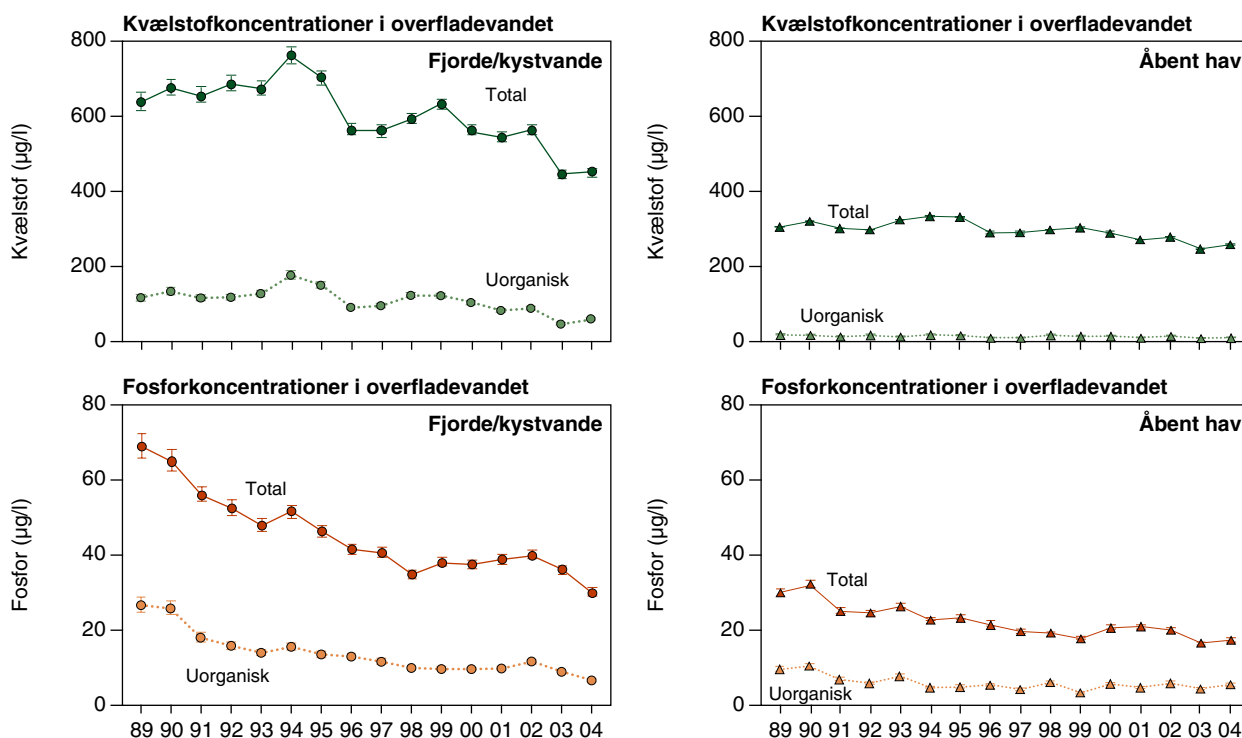 Kvælstofkoncentrationer i overfladevandet
Fjorde/kystvande
Kvælstof (µg/l)
800
600
400
200
0
Total
Uorganisk
Kvælstofkoncentrationer i overfladevandet
Åbent hav
Kvælstof (µg/l)
800
600
400
200
0
Total
Uorganisk
Fosforkoncentrationer i overfladevandet
Fjorde/kystvande
Fosfor (µg/l)
80
60
40
20
0
Total
Uorganisk
89 90 91 92 93 94 95 96 97 98 99 00 01 02 03 04
Fosforkoncentrationer i overfladevandet
Åbent hav
Fosfor (µg/l)
80
60
40
20
0
Total
Uorganisk
89 90 91 92 93 94 95 96 97 98 99 00 01 02 03 04